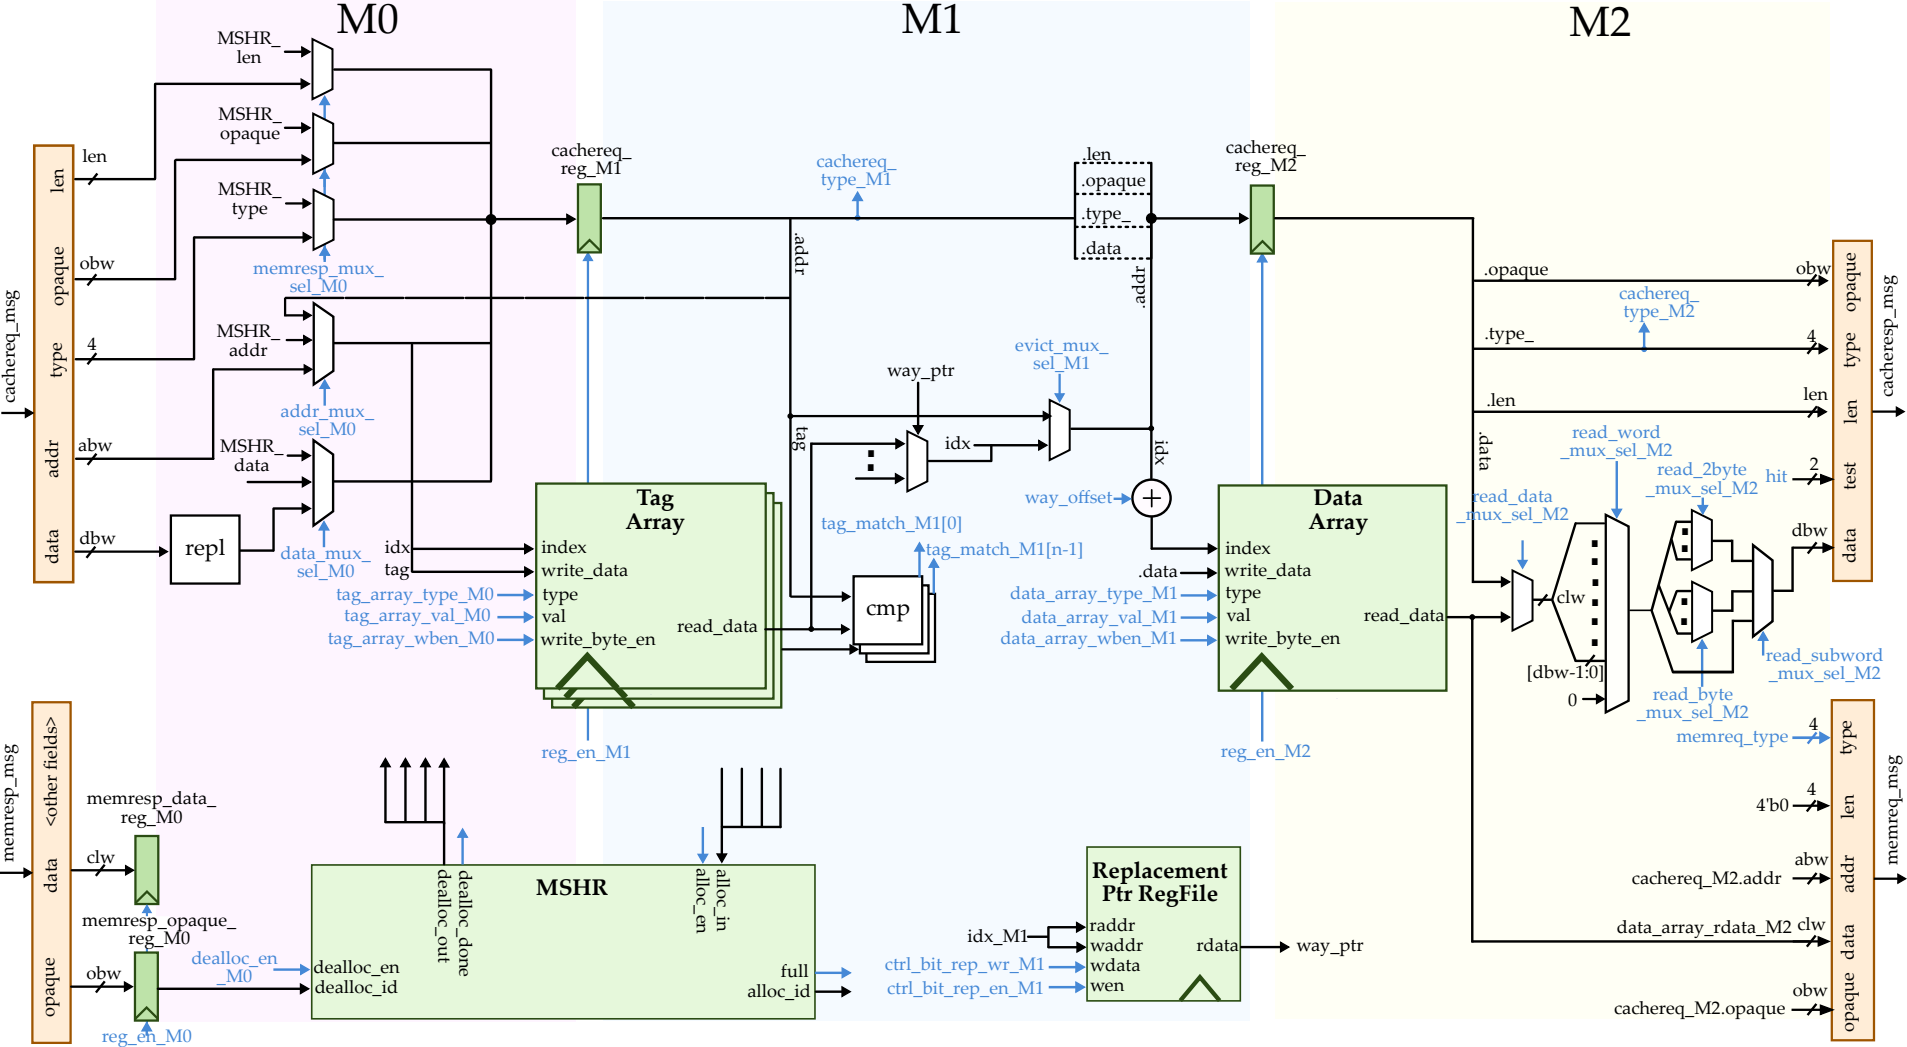 M0
M1
M2
cachereq_msg
len
opaque
type
addr
data
len
obw
4
abw
dbw
repl
MSHR_
len
MSHR_
opaque
MSHR_
type
memresp_mux_
sel_M0
MSHR_
addr
addr_mux_
sel_M0
MSHR_
data
data_mux_
sel_M0
idx
tag
tag_array_type_M0
tag_array_val_M0
tag_array_wben_M0
cachereq_
reg_M1
Tag
Array
index
write_data
type
val
write_byte_en
read_data
reg_en_M1
cachereq_
type_M1
.addr
tag
way_ptr
idx
evict_mux_
sel_M1
tag_match_M1[0]
tag_match_M1[n-1]
cmp
.len
.opaque
.type_
.data
.addr
idx
way_offset
+
.data
data_array_type_M1
data_array_val_M1
data_array_wben_M1
cachereq_
reg_M2
Data
Array
index
write_data
type
val
write_byte_en
read_data
reg_en_M2
.opaque
cachereq_
type_M2
.type_
.len
.data
read_data
_mux_sel_M2
read_word
_mux_sel_M2
read_2byte
_mux_sel_M2
hit
clw
[dbw-1:0]
0
read_byte
_mux_sel_M2
read_subword
_mux_sel_M2
obw
4
len
2
dbw
opaque
type
len
test
data
cacheresp_msg
memresp_msg
<other fields>
data
opaque
clw
obw
memresp_data_
reg_M0
memresp_opaque_
reg_M0
reg_en_M0
dealloc_en
_M0
MSHR
dealloc_out
dealloc_done
alloc_en
alloc_in
dealloc_en
dealloc_id
full
alloc_id
Replacement
Ptr RegFile
raddr
waddr
wdata
wen
rdata
idx_M1
ctrl_bit_rep_wr_M1
ctrl_bit_rep_en_M1
way_ptr
memreq_type
4
4'b0
4
cachereq_M2.addr
abw
data_array_rdata_M2
clw
cachereq_M2.opaque
obw
type
len
addr
data
opaque
memreq_msg